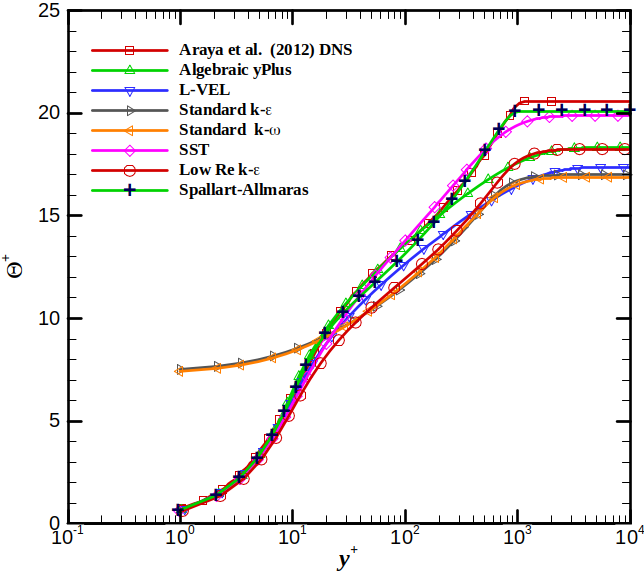 25
Araya et al. (2012) DNS
Algebraic yPlus
L-VEL
Standard k-ε
Standard k-ω
SST
Low Re k-ε
Spallart-Allmaras
20
15
Θ+
10
5
0
10-1 100 101 102 103 104
y+